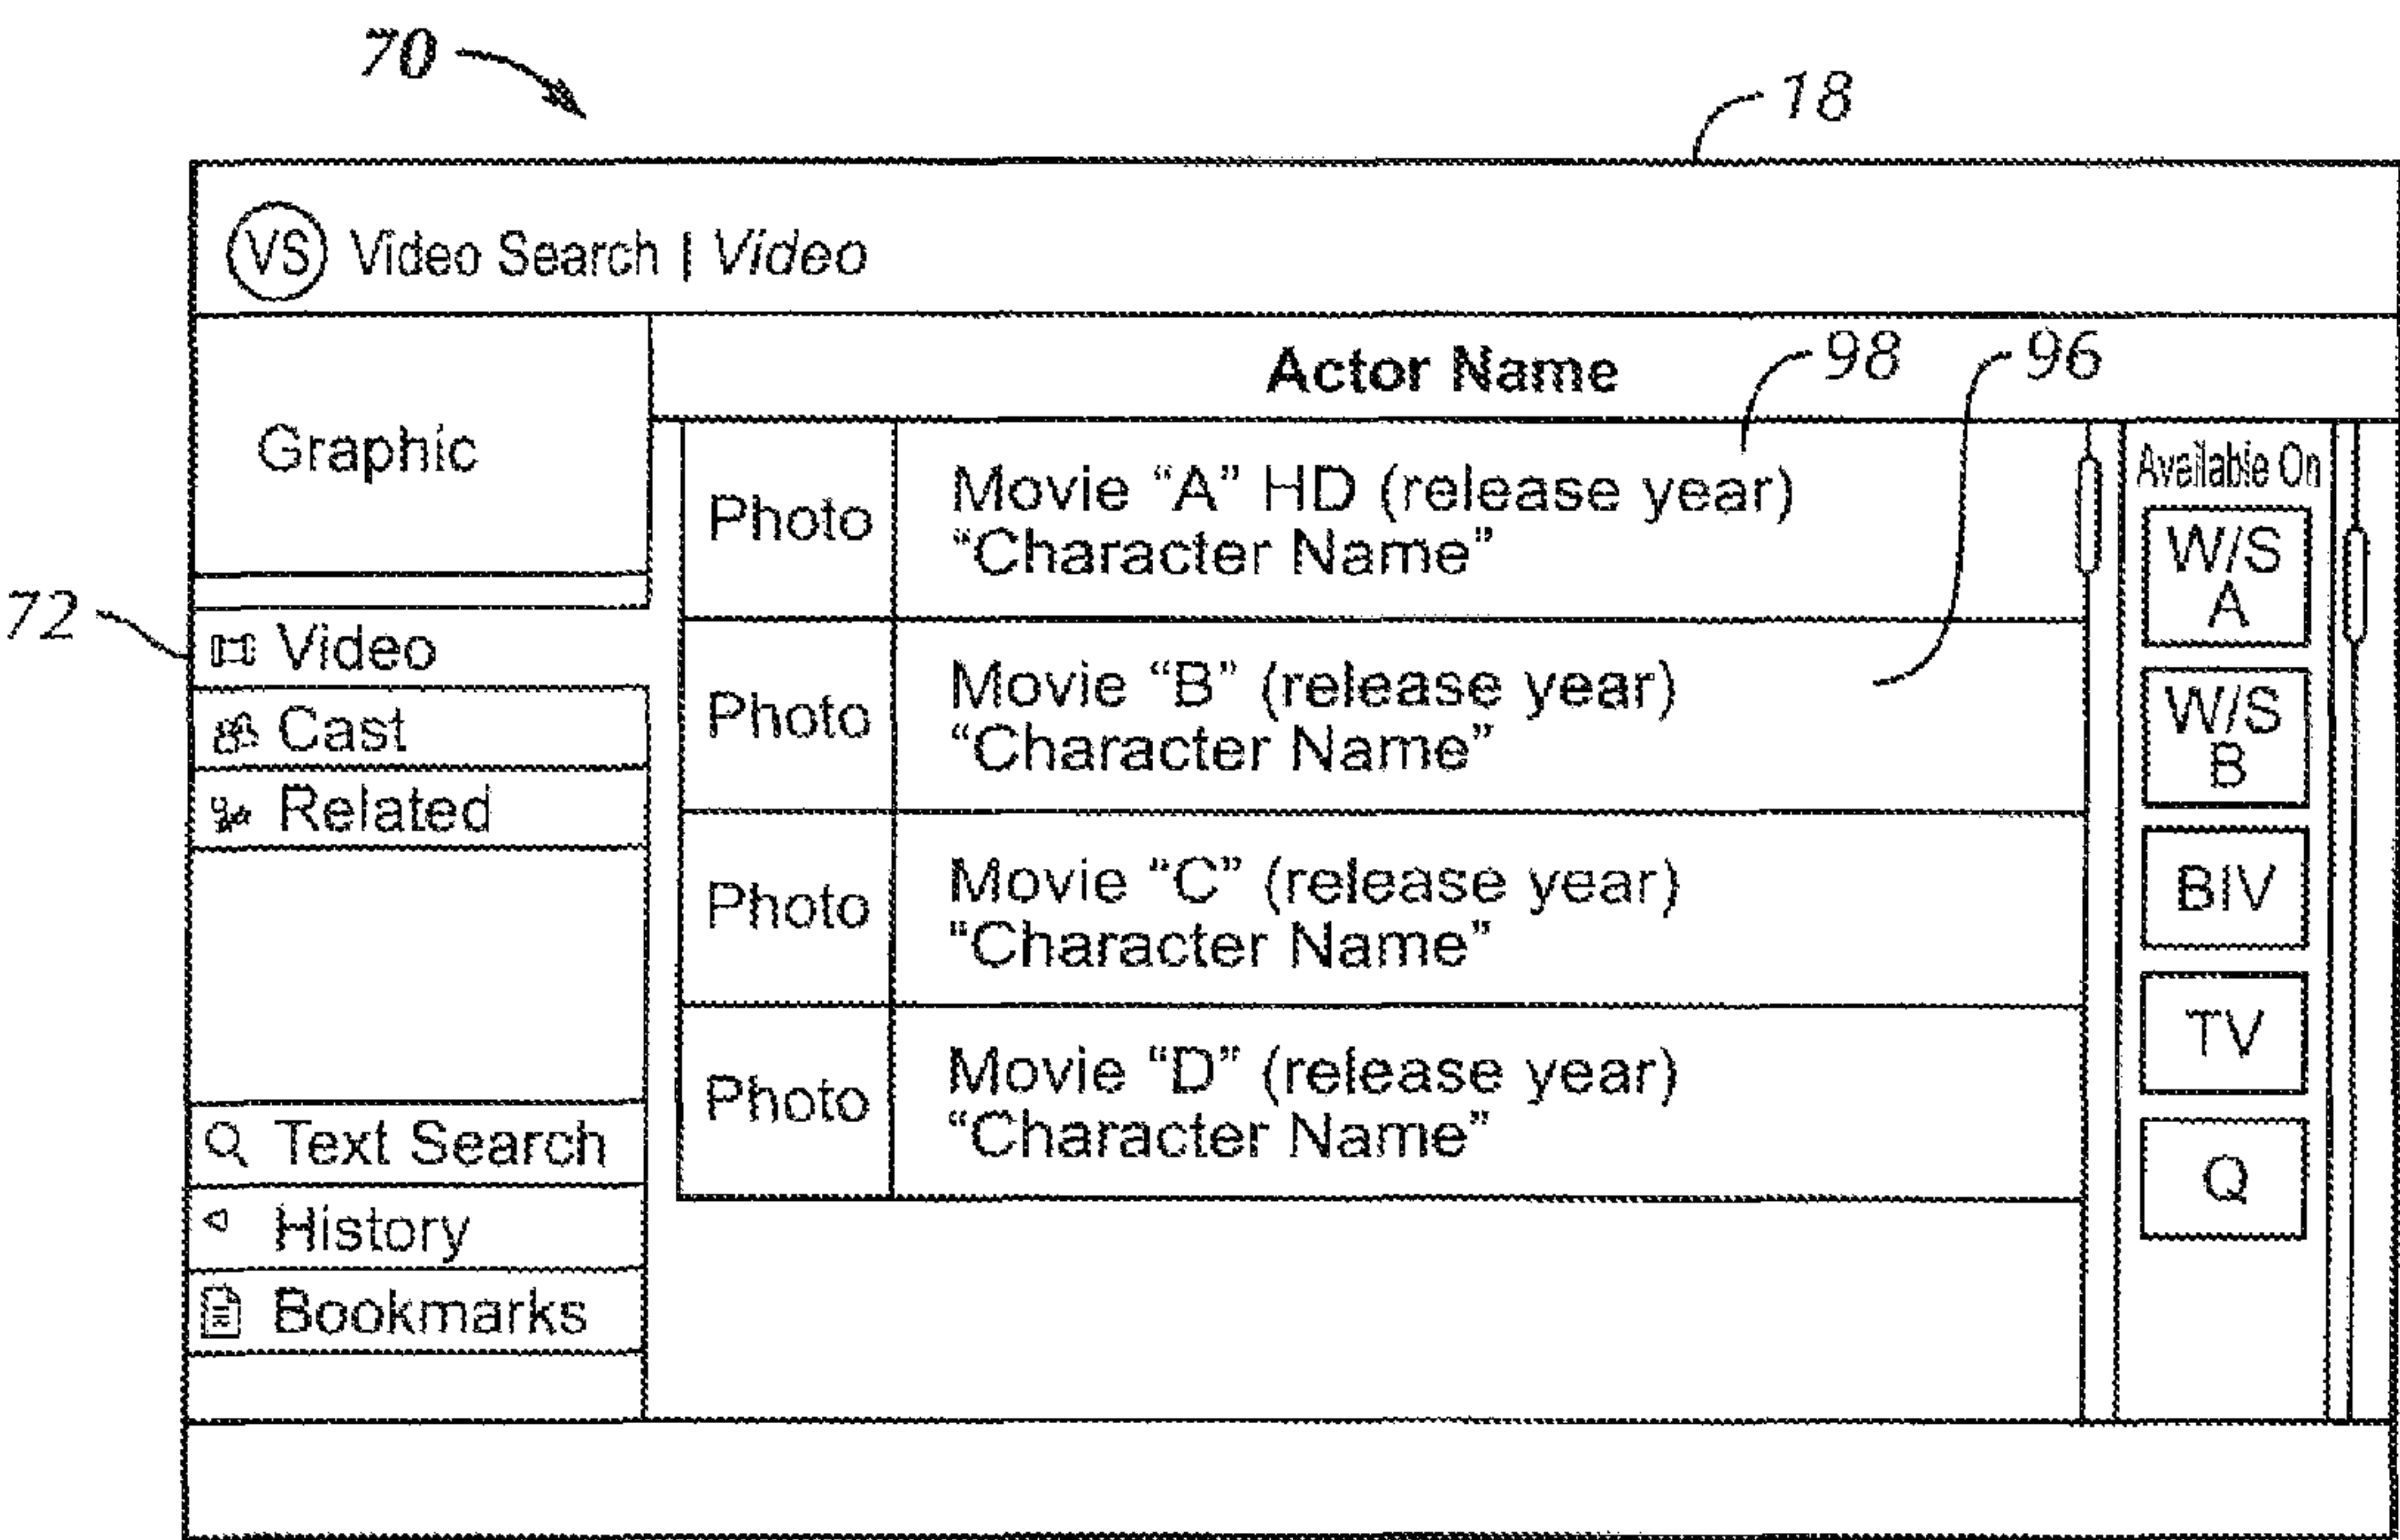 70
18
VS Video Search | Video
Actor Name
98
96
Graphic
72
Video
Cast
Related
Text Search
History
Bookmarks
Photo
Movie “A” HD (release year)
“Character Name”
Photo
Movie “B” (release year)
“Character Name”
Photo
Movie “C” (release year)
“Character Name”
Photo
Movie “D” (release year)
“Character Name”
Available On
W/S
A
W/S
B
BIV
TV
Q